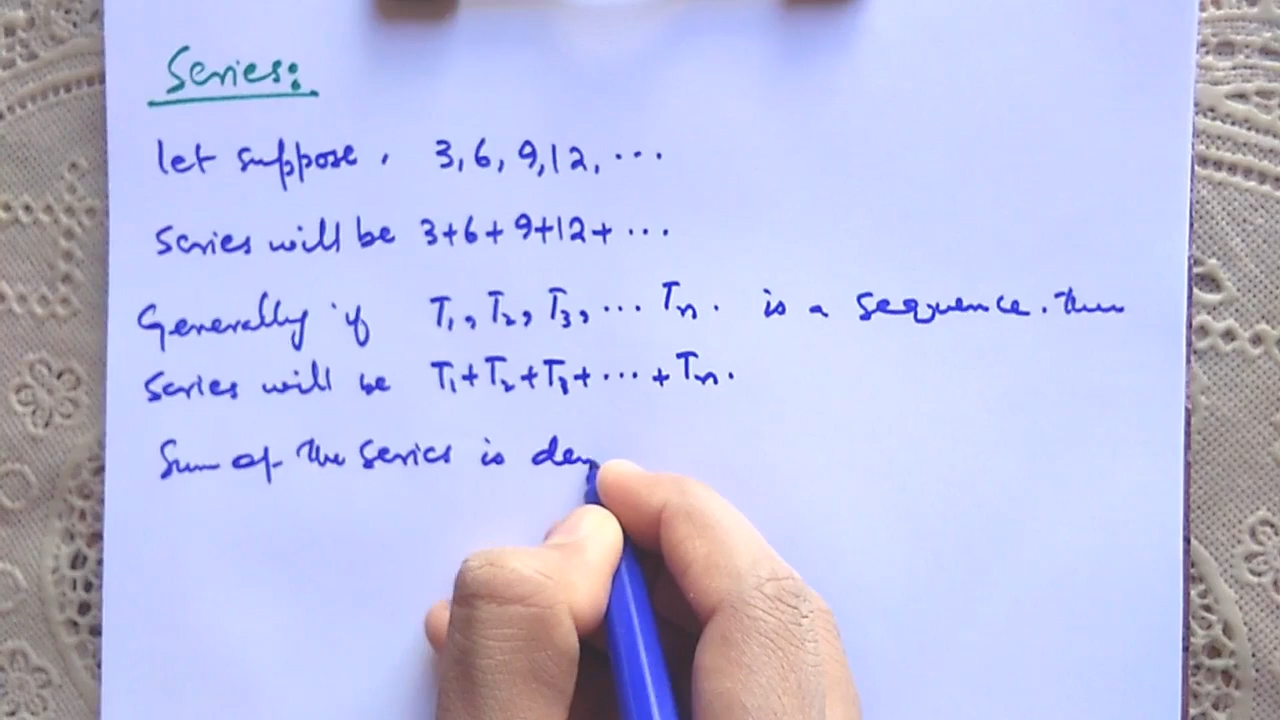 Series:
let suppose, 3, 6, 9, 12, ...
series will be 3+6+9+12+ ...
Generally if T₁, T₂, T₃, ... Tₙ. is a sequence. then
series will be T₁+T₂+T₃+ ... +Tₙ.
Sum of the series is den